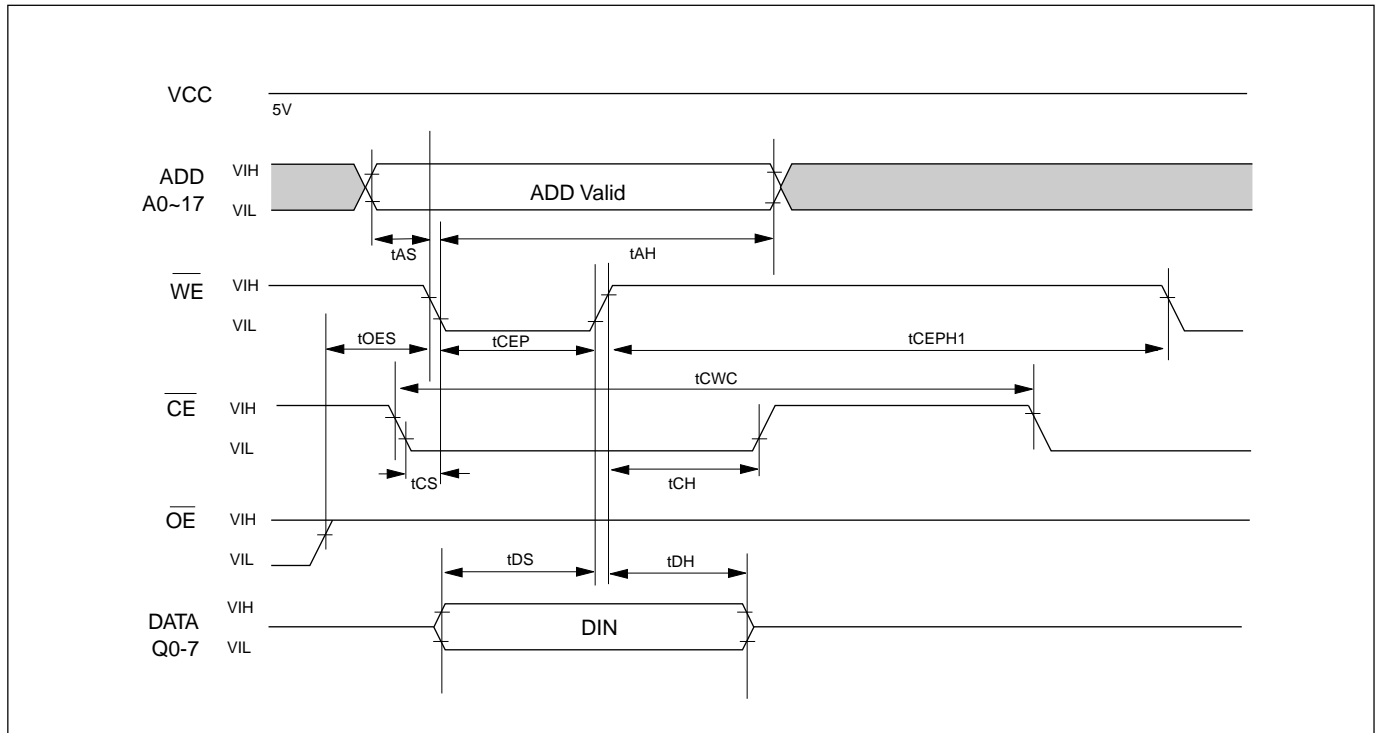 VCC
5V
ADD
A0~17
VIH
VIL
ADD Valid
tAS
tAH
WE
VIH
VIL
tOES
tCEP
tCEPH1
tCWC
CE
VIH
VIL
tCS
tCH
OE
VIH
VIL
tDS
tDH
DATA
Q0-7
VIH
VIL
DIN